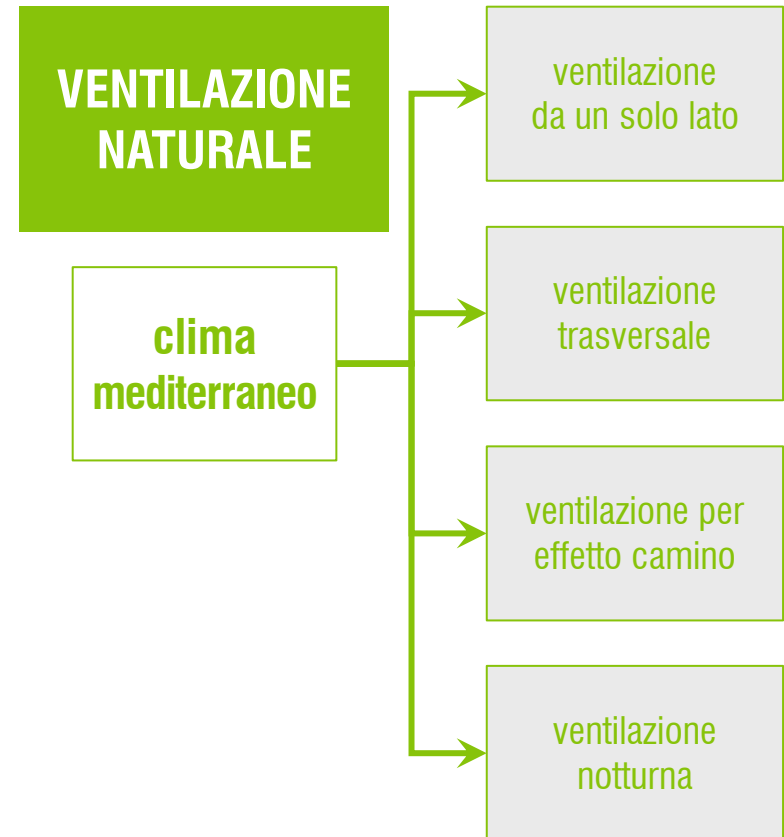 VENTILAZIONE
NATURALE
clima
mediterraneo
ventilazione
da un solo lato
ventilazione
trasversale
ventilazione per
effetto camino
ventilazione
notturna